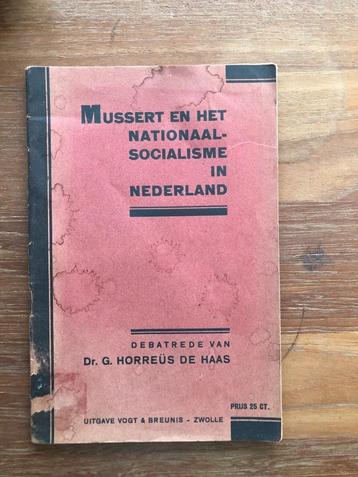 MUSSERT EN HET
NATIONAAL-
SOCIALISME
IN
NEDERLAND
DEBATREDE VAN
Dr. G. HORREÜS DE HAAS
PRIJS 25 CT.
UITGAVE VOGT & BREUNIS - ZWOLLE